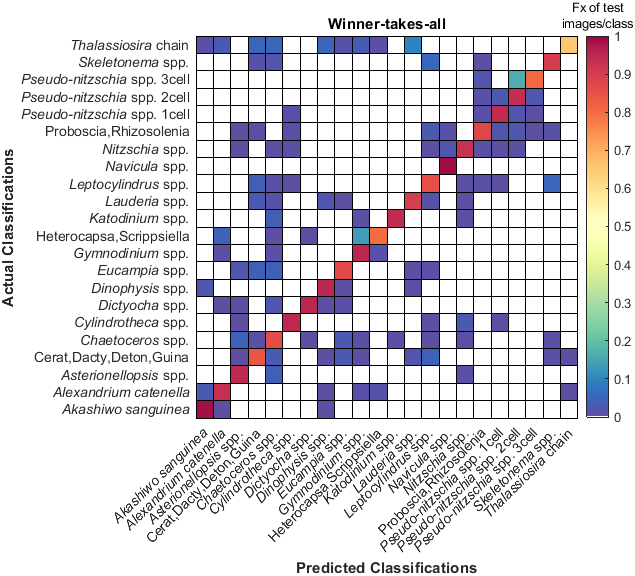 Winner-takes-all
Fx of test
images/class
Actual Classifications
Thalassiosira chain
Skeletonema spp.
Pseudo-nitzschia spp. 3cell
Pseudo-nitzschia spp. 2cell
Pseudo-nitzschia spp. 1cell
Proboscia,Rhizosolenia
Nitzschia spp.
Navicula spp.
Leptocylindrus spp.
Lauderia spp.
Katodinium spp.
Heterocapsa,Scrippsiella
Gymnodinium spp.
Eucampia spp.
Dinophysis spp.
Dictyocha spp.
Cylindrotheca spp.
Chaetoceros spp.
Cerat,Dacty,Deton,Guina
Asterionellopsis spp.
Alexandrium catenella
Akashiwo sanguinea
1
0.9
0.8
0.7
0.6
0.5
0.4
0.3
0.2
0.1
0
Akashiwo sanguinea
Alexandrium catenella
Asterionellopsis spp.
Cerat,Dacty,Deton,Guina
Chaetoceros spp.
Cylindrotheca spp.
Dictyocha spp.
Dinophysis spp.
Eucampia spp.
Gymnodinium spp.
Heterocapsa,Scrippsiella
Katodinium spp.
Lauderia spp.
Leptocylindrus spp.
Navicula spp.
Nitzschia spp.
Proboscia,Rhizosolenia
Pseudo-nitzschia spp. 1cell
Pseudo-nitzschia spp. 2cell
Pseudo-nitzschia spp. 3cell
Skeletonema spp.
Thalassiosira chain
Predicted Classifications